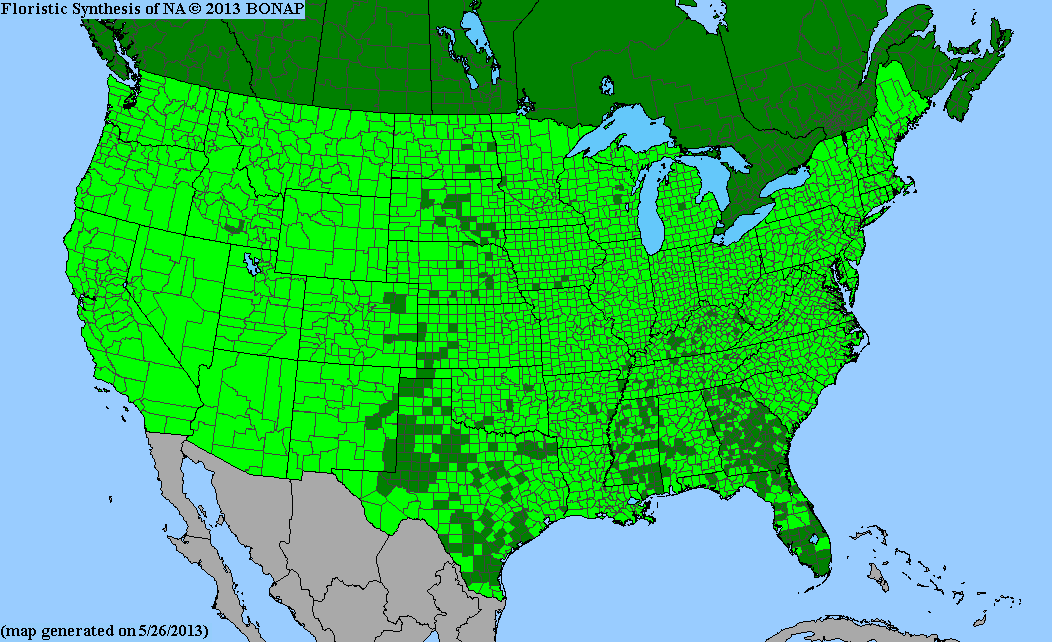 Floristic Synthesis of NA © 2013 BONAP
(map generated on 5/26/2013)